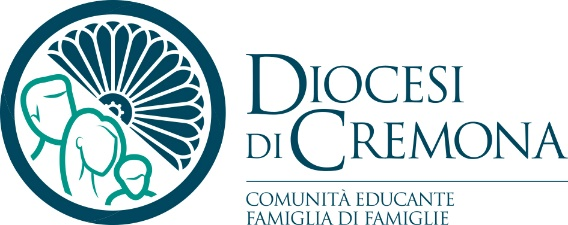 DIOCESI
DI CREMONA
COMUNITÀ EDUCANTE
FAMIGLIA DI FAMIGLIE